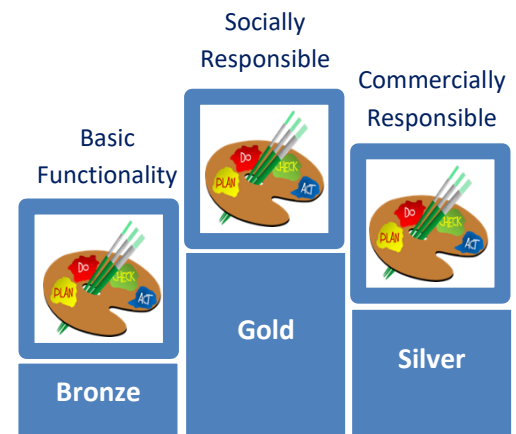 Basic
Functionality
PLAN
DO
CHECK
ACT
Bronze
Socially
Responsible
PLAN
DO
CHECK
ACT
Gold
Commercially
Responsible
PLAN
DO
CHECK
ACT
Silver